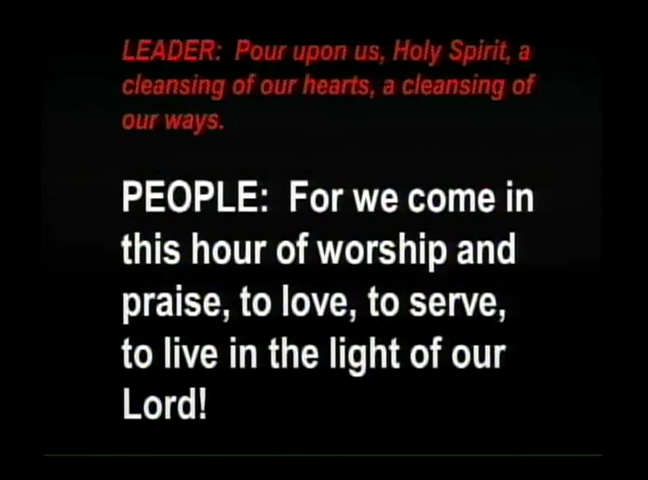 LEADER: Pour upon us, Holy Spirit, a
cleansing of our hearts, a cleansing of
our ways.
PEOPLE: For we come in
this hour of worship and
praise, to love, to serve,
to live in the light of our
Lord!